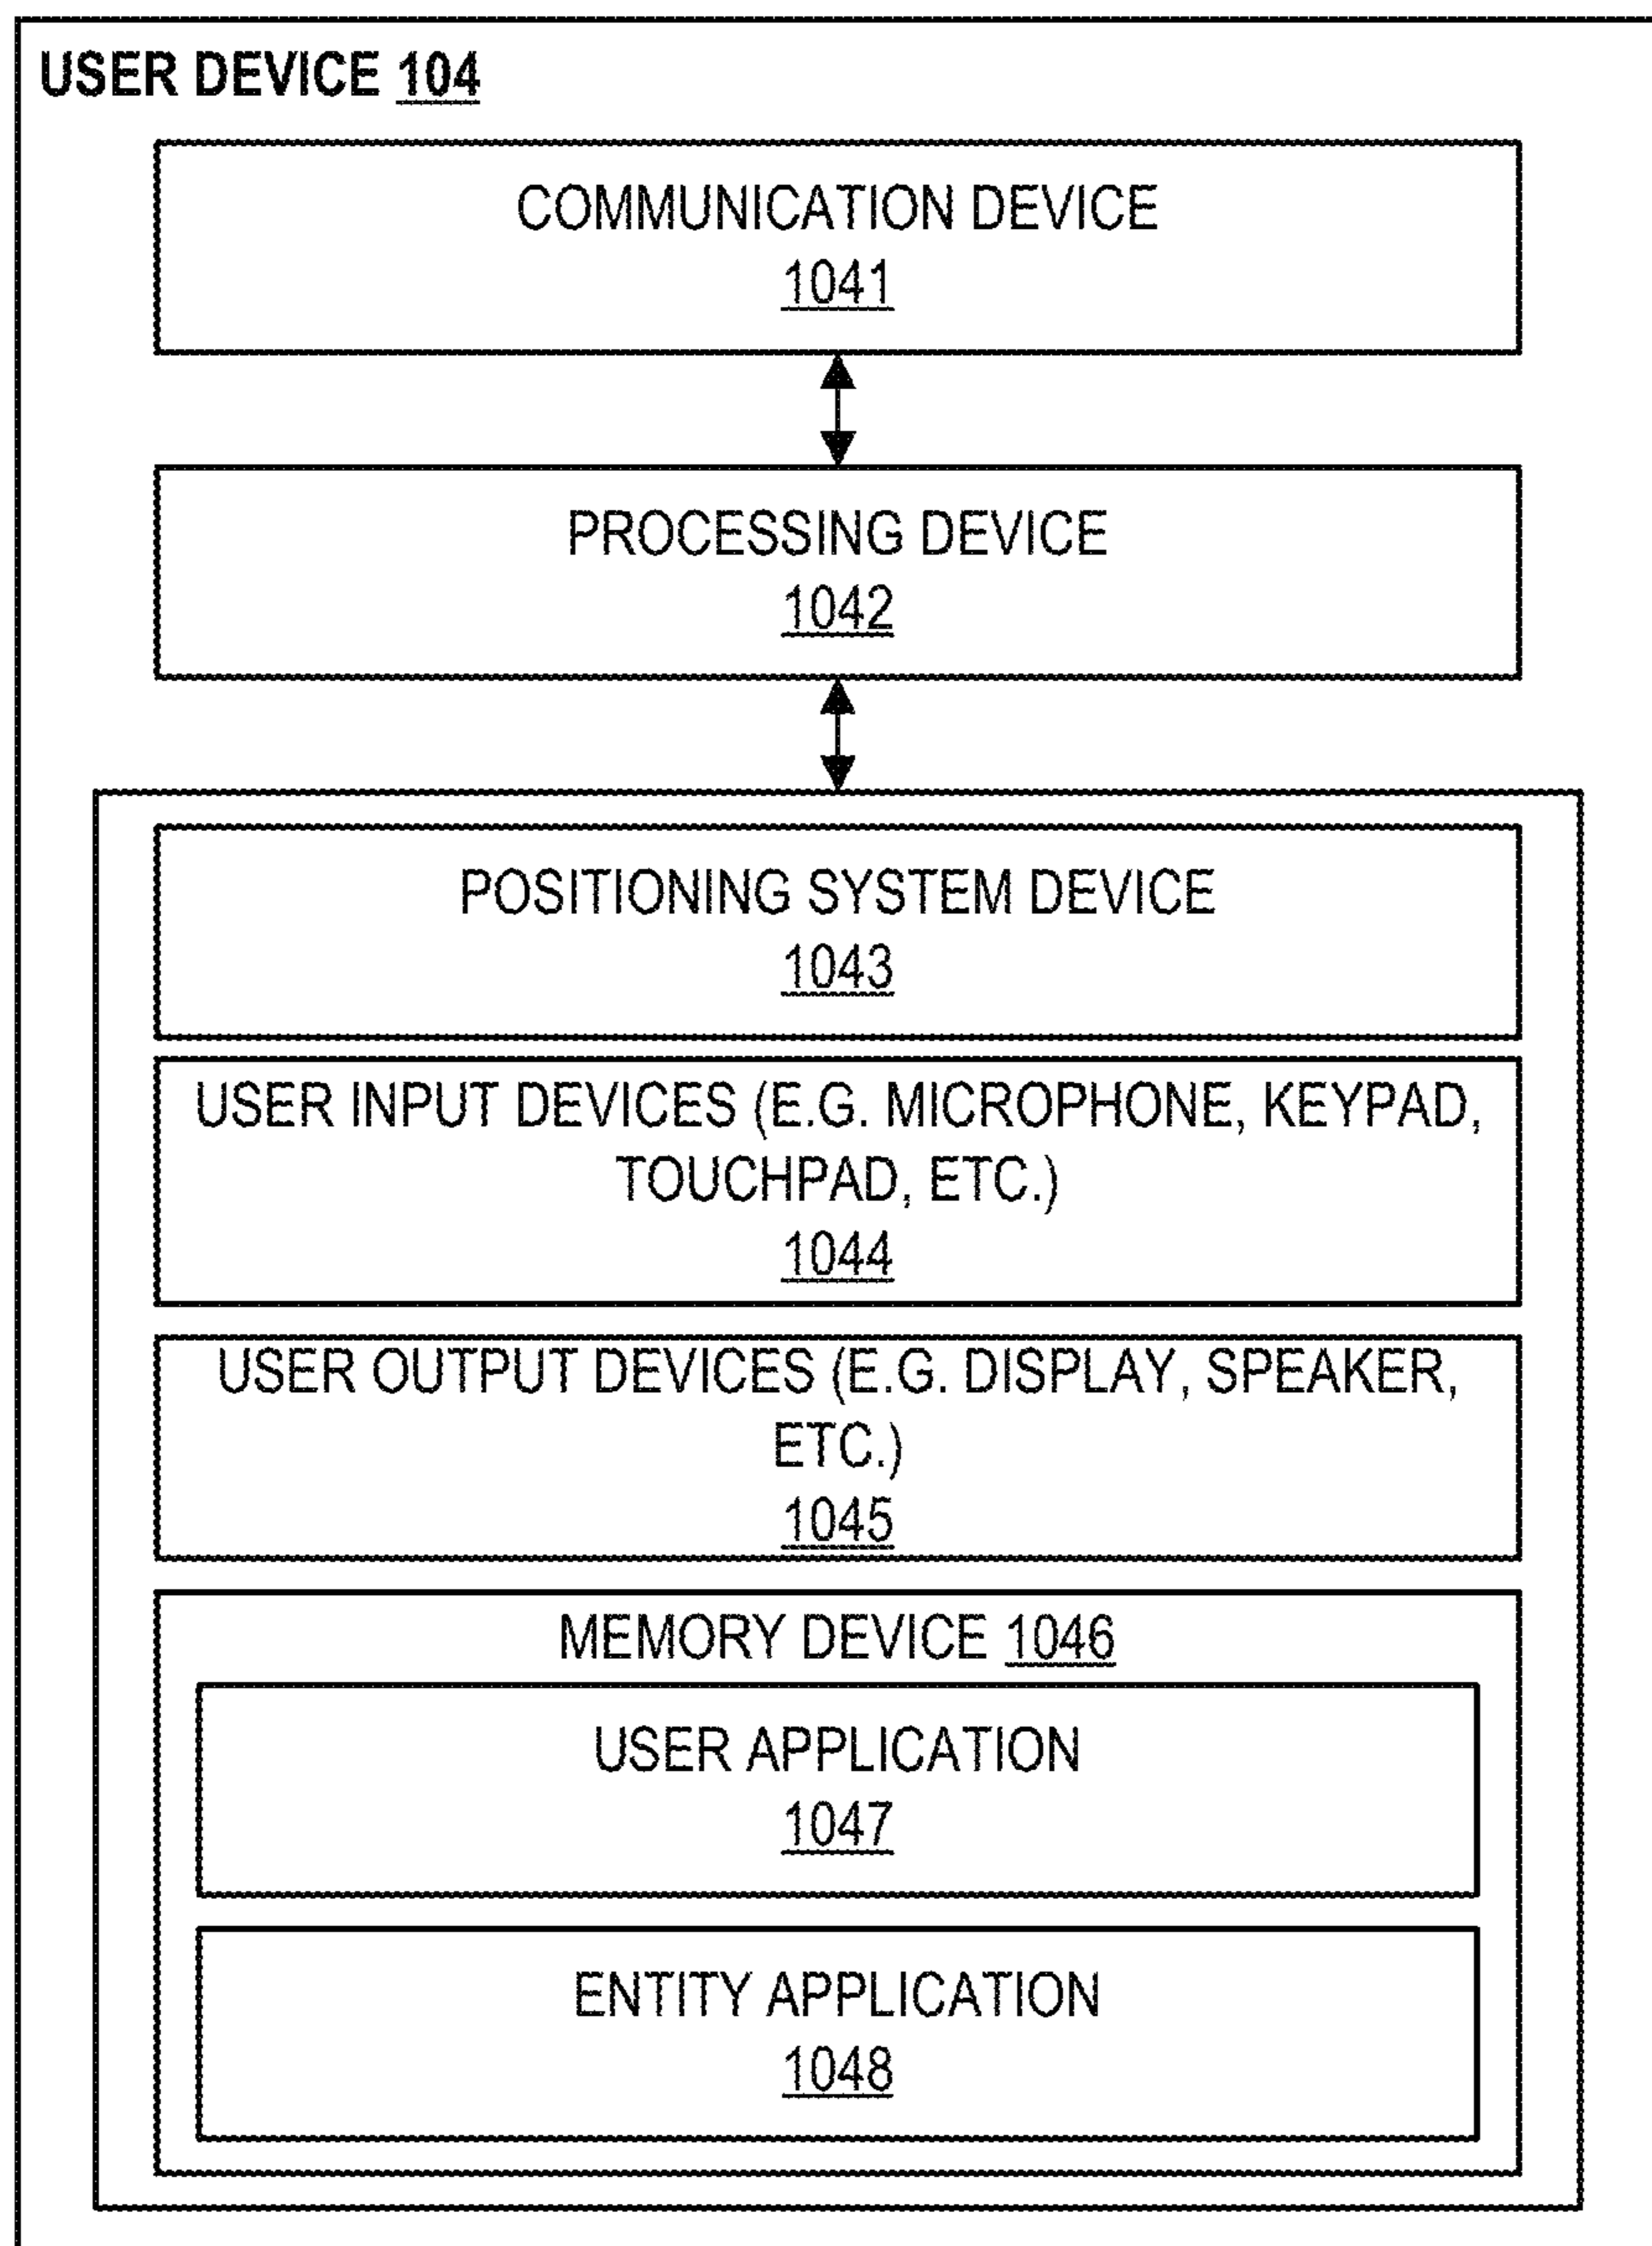 USER DEVICE 104
COMMUNICATION DEVICE
1041
PROCESSING DEVICE
1042
POSITIONING SYSTEM DEVICE
1043
USER INPUT DEVICES (E.G. MICROPHONE, KEYPAD,
TOUCHPAD, ETC.)
1044
USER OUTPUT DEVICES (E.G. DISPLAY, SPEAKER,
ETC.)
1045
MEMORY DEVICE 1046
USER APPLICATION
1047
ENTITY APPLICATION
1048